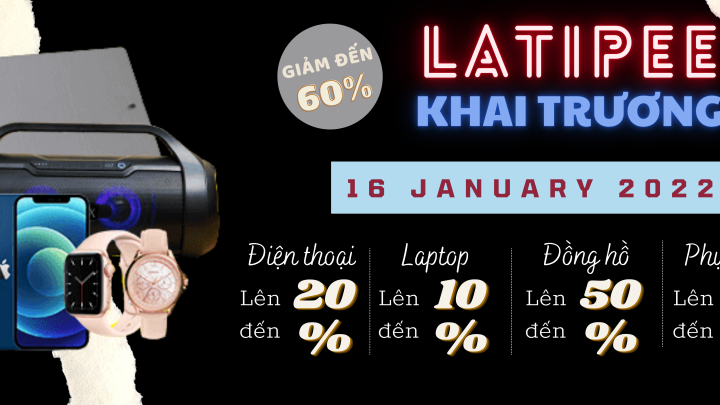 GIẢM ĐẾN
60%
LATIPEE
KHAI TRƯƠNG
16 JANUARY 2022
Điện thoại
Lên đến 20 %
Laptop
Lên đến 10 %
Đồng hồ
Lên đến 50 %
Lên đến